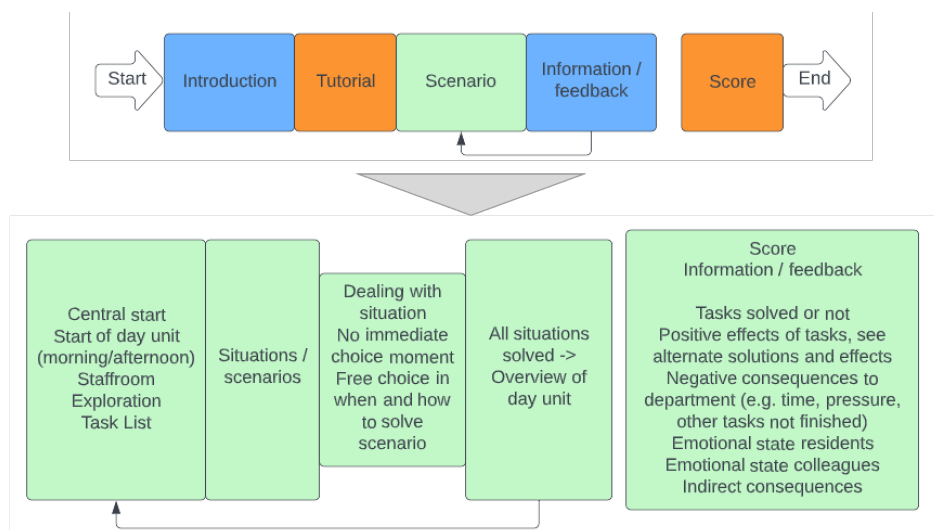 Start
Introduction
Tutorial
Scenario
Information /
feedback
Score
End
Central start
Start of day unit
(morning/afternoon)
Staffroom
Exploration
Task List
Situations /
scenarios
Dealing with
situation
No immediate
choice moment
Free choice in
when and how
to solve
scenario
All situations
solved ->
Overview of
day unit
Score
Information / feedback
Tasks solved or not
Positive effects of tasks, see
alternate solutions and effects
Negative consequences to
department (e.g. time, pressure,
other tasks not finished)
Emotional state residents
Emotional state colleagues
Indirect consequences